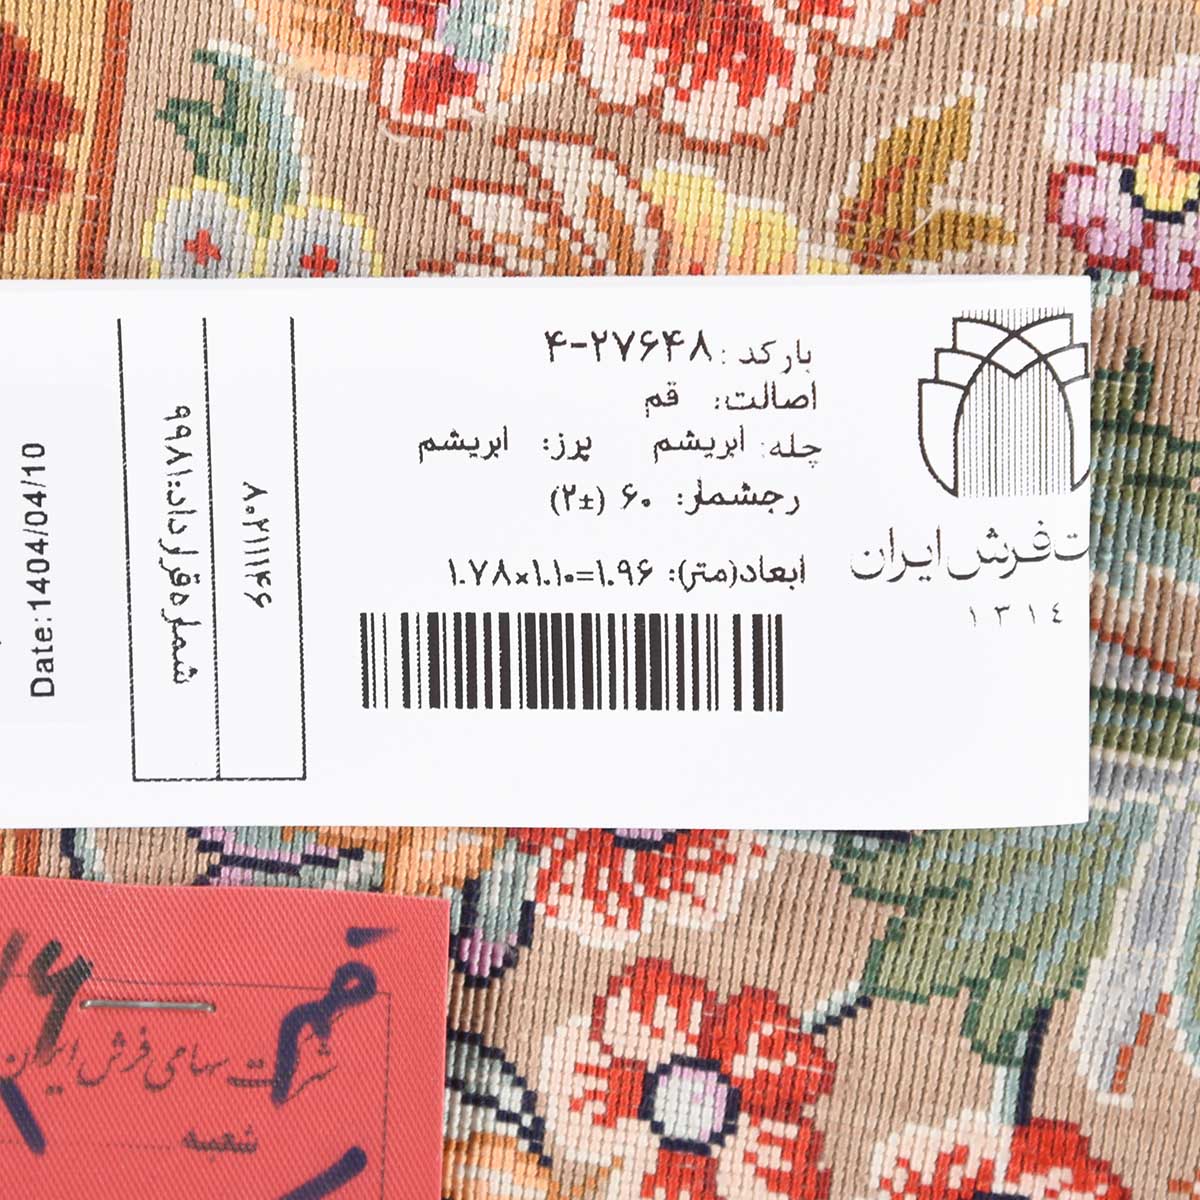 بارکد : ۲۷۶۴۸-۴
اصالت: قم
چله: ابریشم پرز: ابریشم
رجشمار: ۶۰ (±۲)
ابعاد(متر): ۱.۷۸×۱.۱۰=۱.۹۶
ت فرش ایران
۱۳۱٤
۸۰۲۱۱۱۴۶
شماره قرارداد:۹۹۸۱
Date:1404/04/10
شرکت سهامی فرش ایران
شعبه